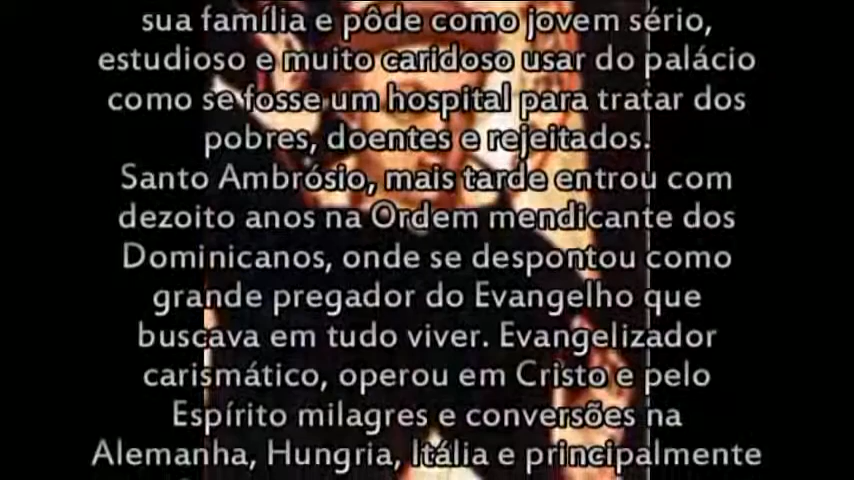 sua família e pôde como jovem sério,
estudioso e muito caridoso usar do palácio
como se fosse um hospital para tratar dos
pobres, doentes e rejeitados.
Santo Ambrósio, mais tarde entrou com
dezoito anos na Ordem mendicante dos
Dominicanos, onde se despontou como
grande pregador do Evangelho que
buscava em tudo viver. Evangelizador
carismático, operou em Cristo e pelo
Espírito milagres e conversões na
Alemanha, Hungria, Itália e principalmente